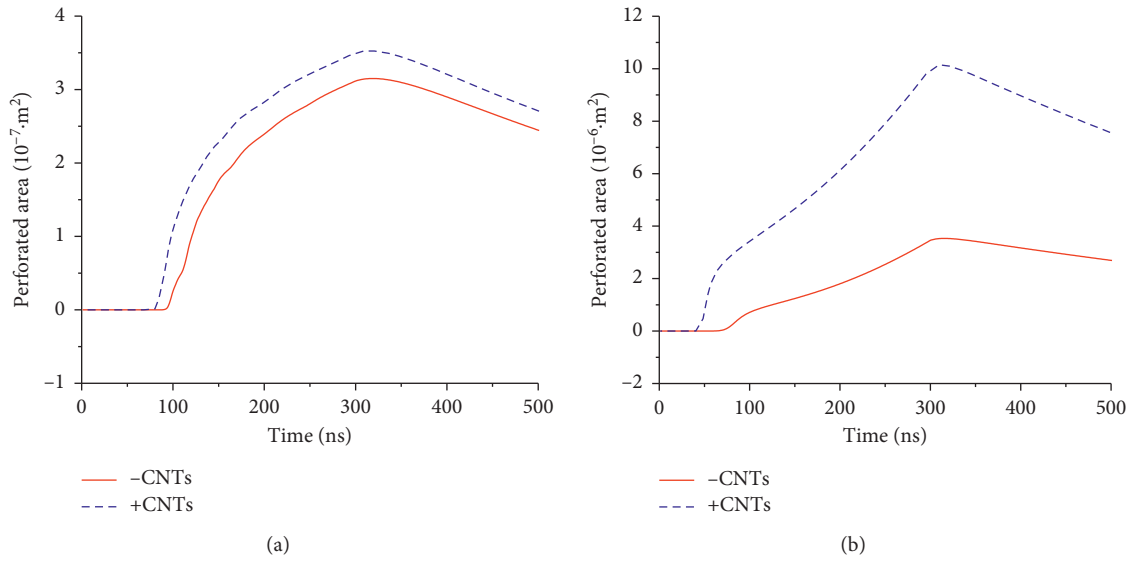 Perforated area (10⁻⁷·m²)
4
3
2
1
0
–1
0 100 200 300 400 500
Time (ns)
–CNTs
+CNTs
(a)
Perforated area (10⁻⁶·m²)
12
10
8
6
4
2
0
–2
0 100 200 300 400 500
Time (ns)
–CNTs
+CNTs
(b)